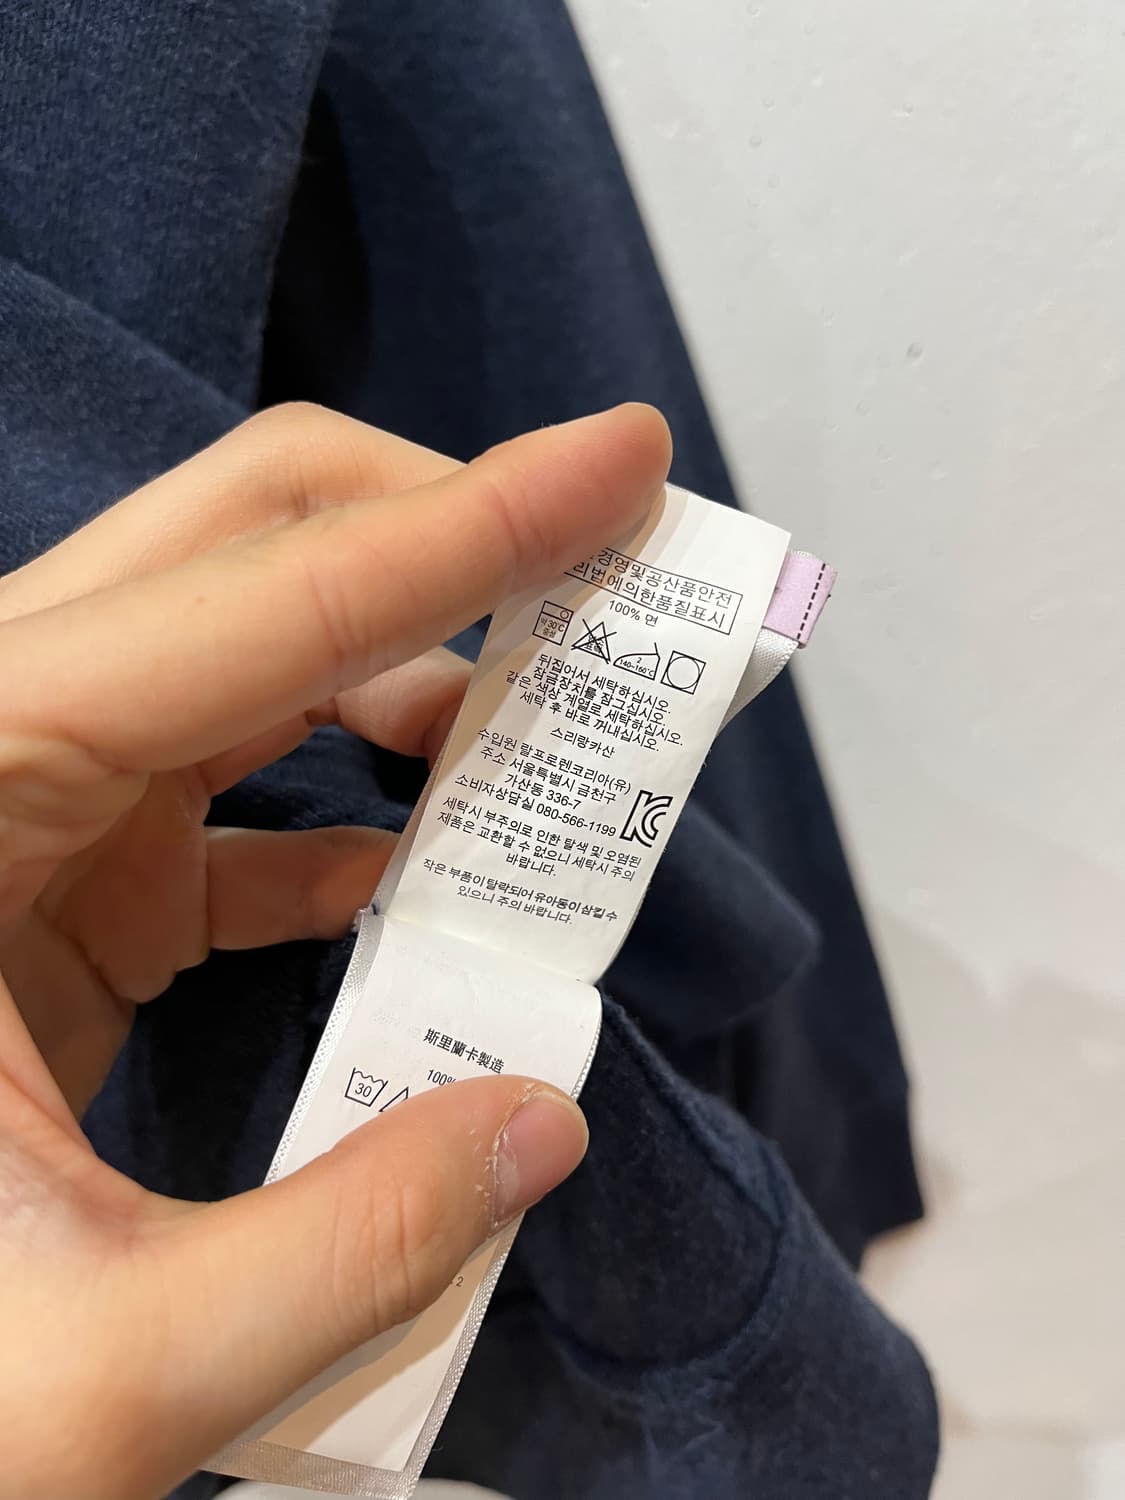 경영및공산품안전
리법에의한품질표시
100% 면
약 30℃
중성
2
140~160℃
뒤집어서 세탁하십시오.
잠금장치를 잠그십시오.
같은 색상 계열로 세탁하십시오.
세탁 후 바로 꺼내십시오.
스리랑카산
수입원 랄프로렌코리아(유)
주소 서울특별시 금천구
가산동 336-7
소비자상담실 080-566-1199
세탁시 부주의로 인한 탈색 및 오염된
제품은 교환할 수 없으니 세탁시 주의
바랍니다.
작은 부품이 탈락되어 유아동이 삼킬 수
있으니 주의 바랍니다.
斯里蘭卡製造
100%
30
2